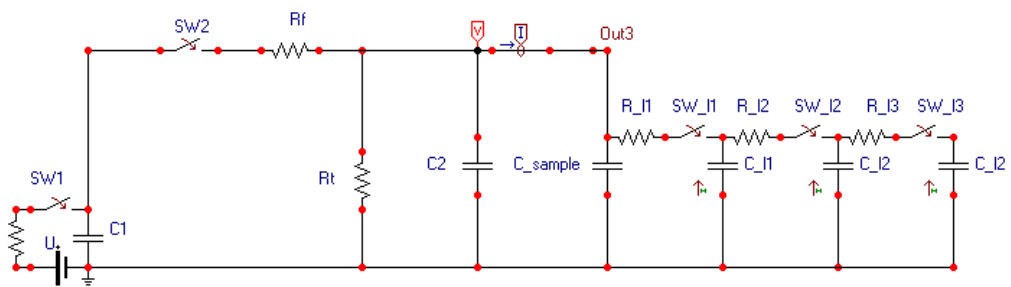 SW2
Rf
V
I
Out3
R_I1
SW_I1
R_I2
SW_I2
R_I3
SW_I3
SW1
Rt
C2
C_sample
C_I1
C_I2
C_I2
C1
U